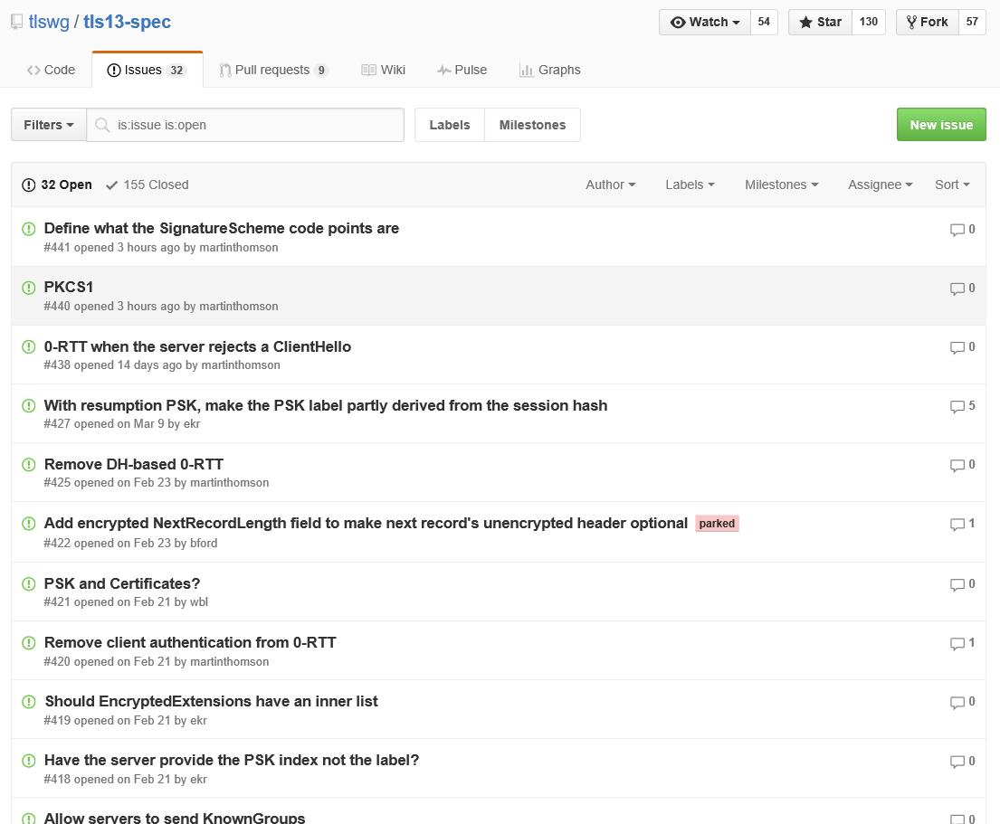 tlswg / tls13-spec
Watch 54 Star 130 Fork 57
Code Issues 32 Pull requests 9 Wiki Pulse Graphs
Filters is:issue is:open Labels Milestones New issue
32 Open 155 Closed Author Labels Milestones Assignee Sort
Define what the SignatureScheme code points are 0
#441 opened 3 hours ago by martinthomson
PKCS1 0
#440 opened 3 hours ago by martinthomson
0-RTT when the server rejects a ClientHello 0
#438 opened 14 days ago by martinthomson
With resumption PSK, make the PSK label partly derived from the session hash 5
#427 opened on Mar 9 by ekr
Remove DH-based 0-RTT 0
#425 opened on Feb 23 by martinthomson
Add encrypted NextRecordLength field to make next record's unencrypted header optional parked 1
#422 opened on Feb 23 by bford
PSK and Certificates? 0
#421 opened on Feb 21 by wbl
Remove client authentication from 0-RTT 1
#420 opened on Feb 21 by martinthomson
Should EncryptedExtensions have an inner list 0
#419 opened on Feb 21 by ekr
Have the server provide the PSK index not the label? 0
#418 opened on Feb 21 by ekr
Allow servers to send KnownGroups 0